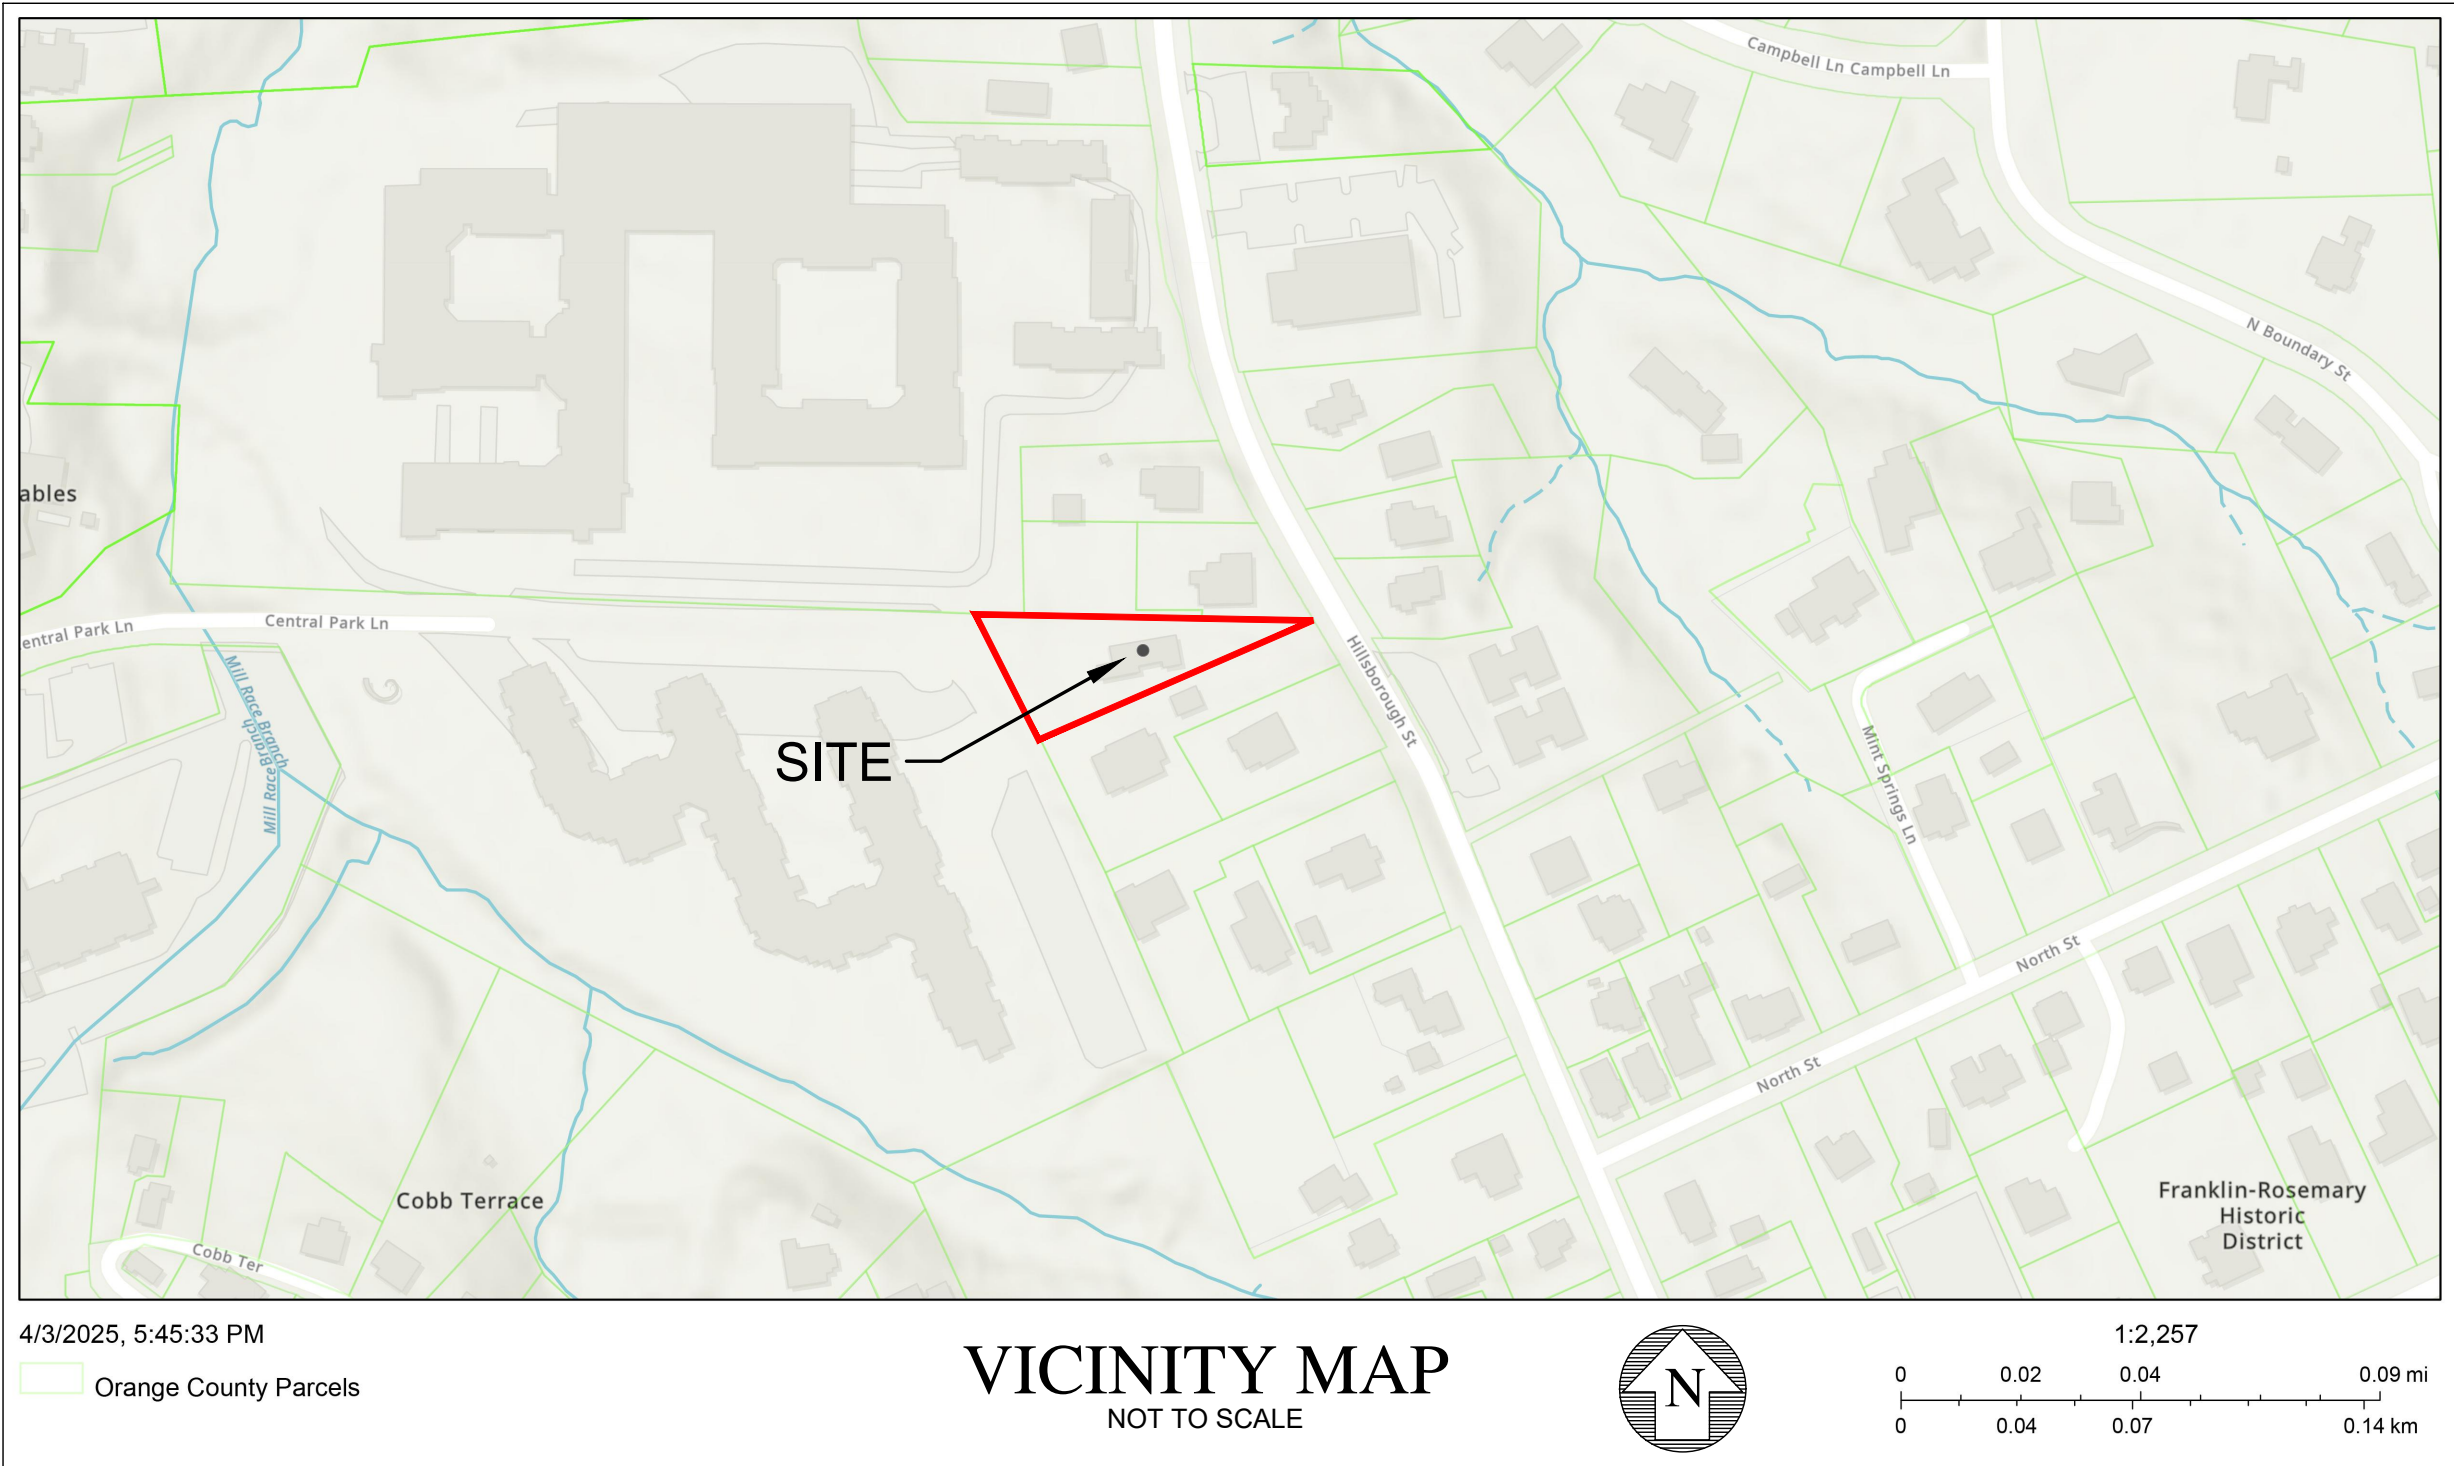 Campbell Ln Campbell Ln
N Boundary St
ables
Central Park Ln
entral Park Ln
Mill Race Branch
Mill Race Branch
Hillsborough St
SITE
Mint Springs Ln
North St
North St
Cobb Terrace
Cobb Ter
Franklin-Rosemary
Historic
District
4/3/2025, 5:45:33 PM
Orange County Parcels
VICINITY MAP
NOT TO SCALE
N
1:2,257
0 0.02 0.04 0.09 mi
0 0.04 0.07 0.14 km